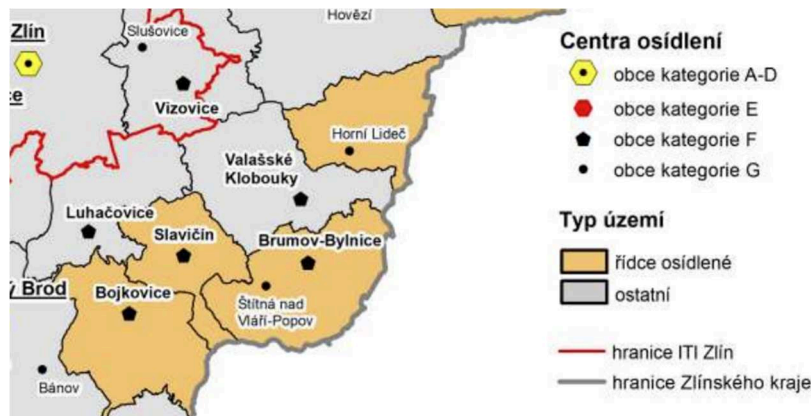 Hovězí
Zlín
Slušovice
ce
Vizovice
Horní Lideč
Valašské
Klobouky
Luhačovice
Slavičín
Brumov-Bylnice
ý Brod
Bojkovice
Štítná nad
Vláří-Popov
Bánov
Centra osídlení
obce kategorie A-D
obce kategorie E
obce kategorie F
obce kategorie G
Typ území
řídce osídlené
ostatní
hranice ITI Zlín
hranice Zlínského kraje